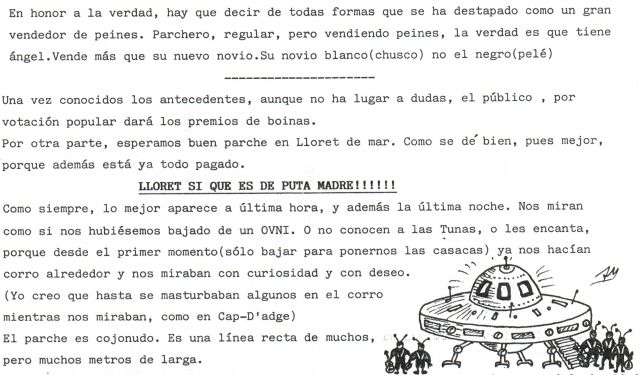 En honor a la verdad, hay que decir de todas formas que se ha destapado como un gran
vendedor de peines. Parchero, regular, pero vendiendo peines, la verdad es que tiene
ángel.Vende más que su nuevo novio.Su novio blanco(chusco) no el negro(pelé)
----------------------
Una vez conocidos los antecedentes, aunque no ha lugar a dudas, el público , por
votación popular dará los premios de boinas.
Por otra parte, esperamos buen parche en Lloret de mar. Como se dé bien, pues mejor,
porque además está ya todo pagado.
LLORET SI QUE ES DE PUTA MADRE!!!!!!
Como siempre, lo mejor aparece a última hora, y además la última noche. Nos miran
como si nos hubiésemos bajado de un OVNI. O no conocen a las Tunas, o les encanta,
porque desde el primer momento(sólo bajar para ponernos las casacas) ya nos hacían
corro alrededor y nos miraban con curiosidad y con deseo.
(Yo creo que hasta se masturbaban algunos en el corro
mientras nos miraban, como en Cap-D'adge)
El parche es cojonudo. Es una línea recta de muchos,
pero muchos metros de larga.